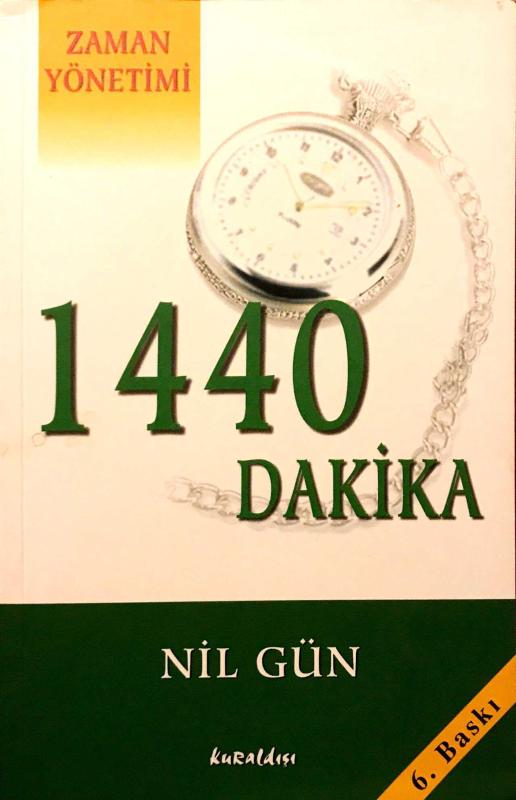 ZAMAN
YÖNETİMİ
1440
DAKİKA
NİL GÜN
6. Baskı
kuraldışı